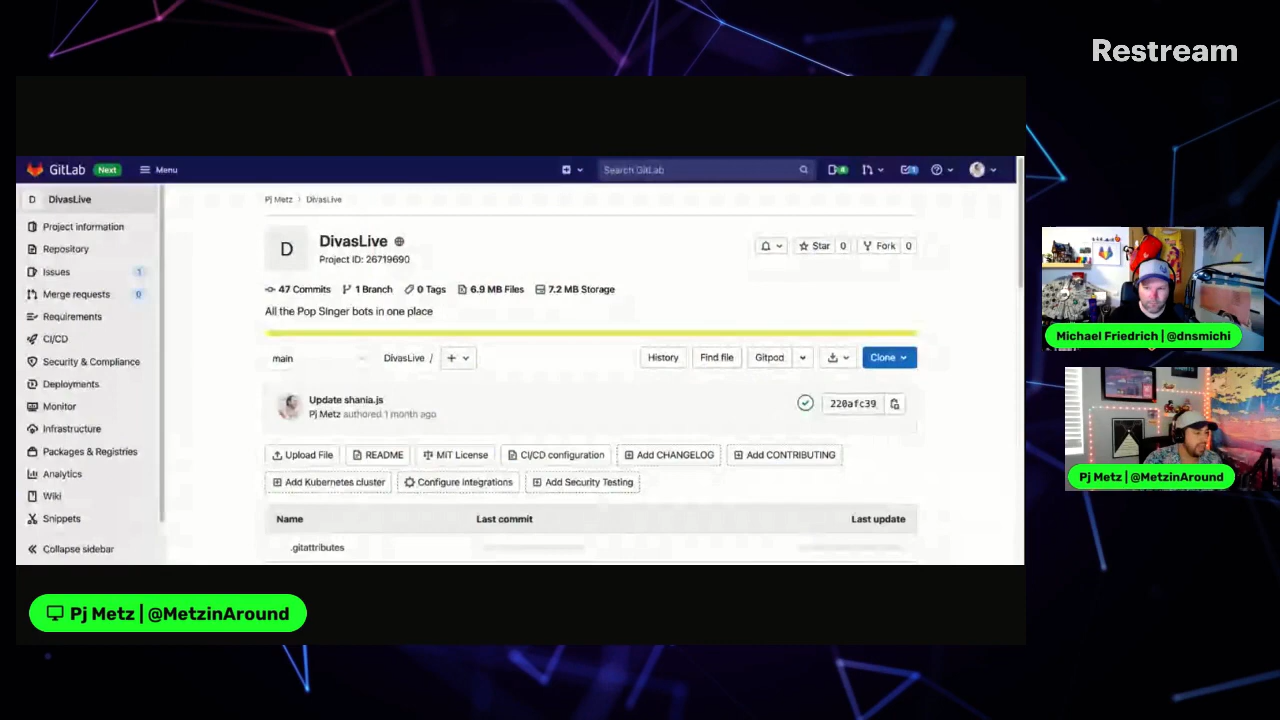 Restream
GitLab Next Menu Search GitLab 4 1
D DivasLive
Project information
Repository
Issues 1
Merge requests 0
Requirements
CI/CD
Security & Compliance
Deployments
Monitor
Infrastructure
Packages & Registries
Analytics
Wiki
Snippets
Collapse sidebar
Pj Metz > DivasLive
D
DivasLive
Project ID: 26719690
Star 0 Fork 0
47 Commits 1 Branch 0 Tags 6.9 MB Files 7.2 MB Storage
All the Pop Singer bots in one place
main DivasLive / + History Find file Gitpod Clone
Update shania.js
Pj Metz authored 1 month ago
220afc39
Upload File README MIT License CI/CD configuration Add CHANGELOG Add CONTRIBUTING
Add Kubernetes cluster Configure Integrations Add Security Testing
Name Last commit Last update
.gitattributes
Michael Friedrich | @dnsmichi
Pj Metz | @MetzinAround
Pj Metz | @MetzinAround